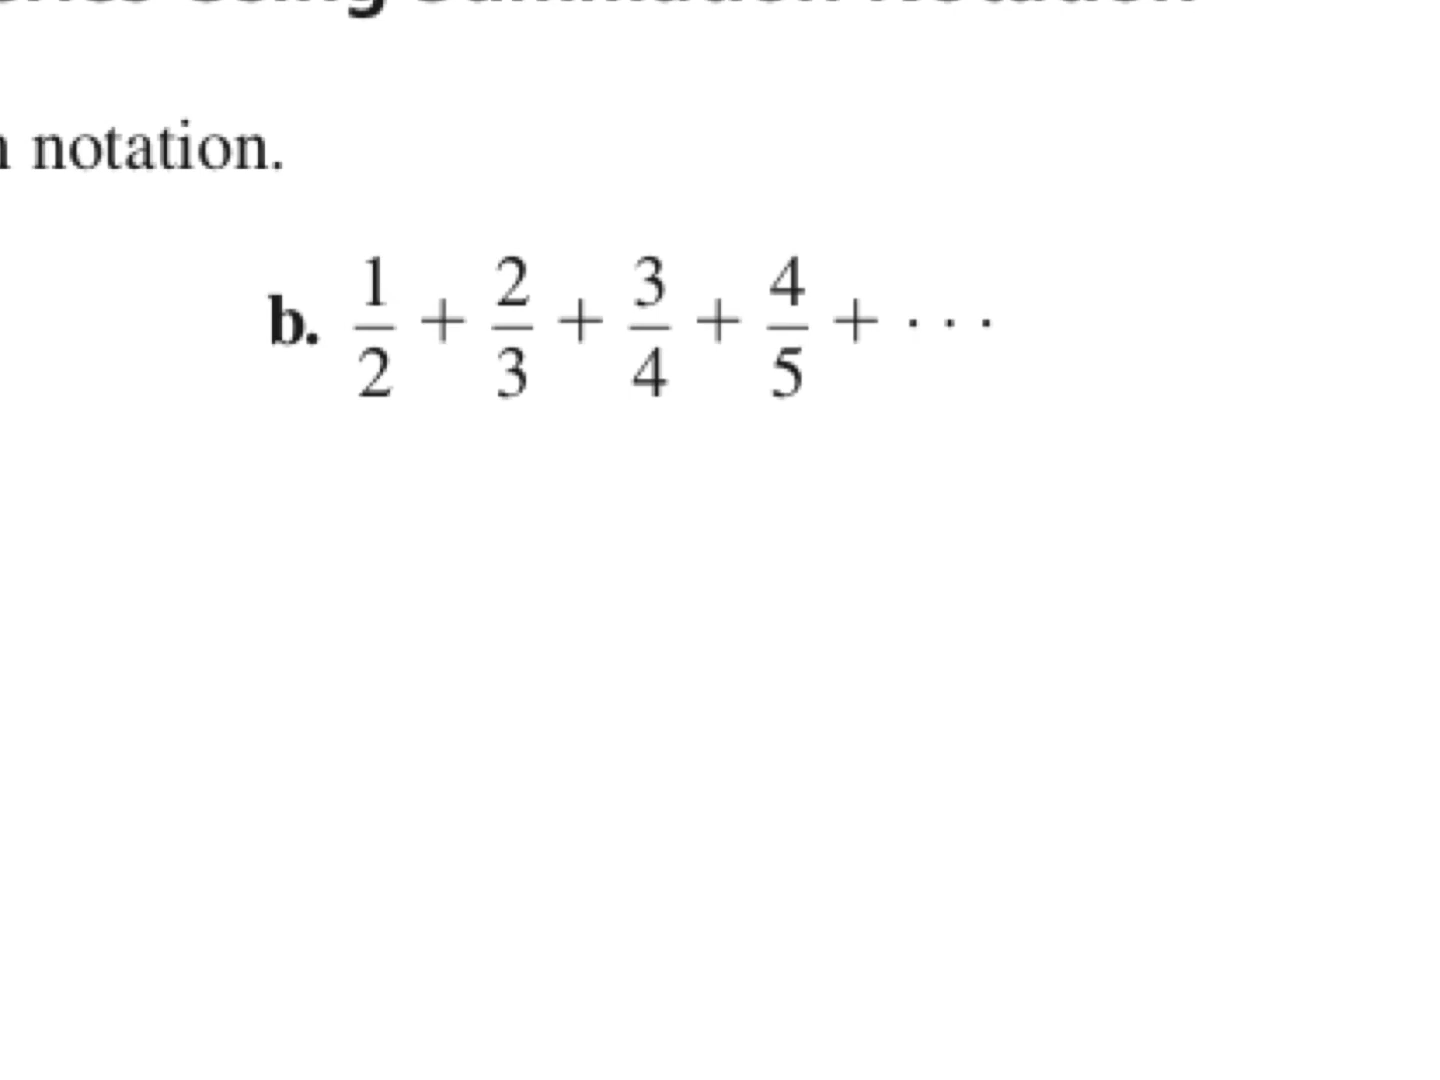 notation.
b. 1/2 + 2/3 + 3/4 + 4/5 + · · ·